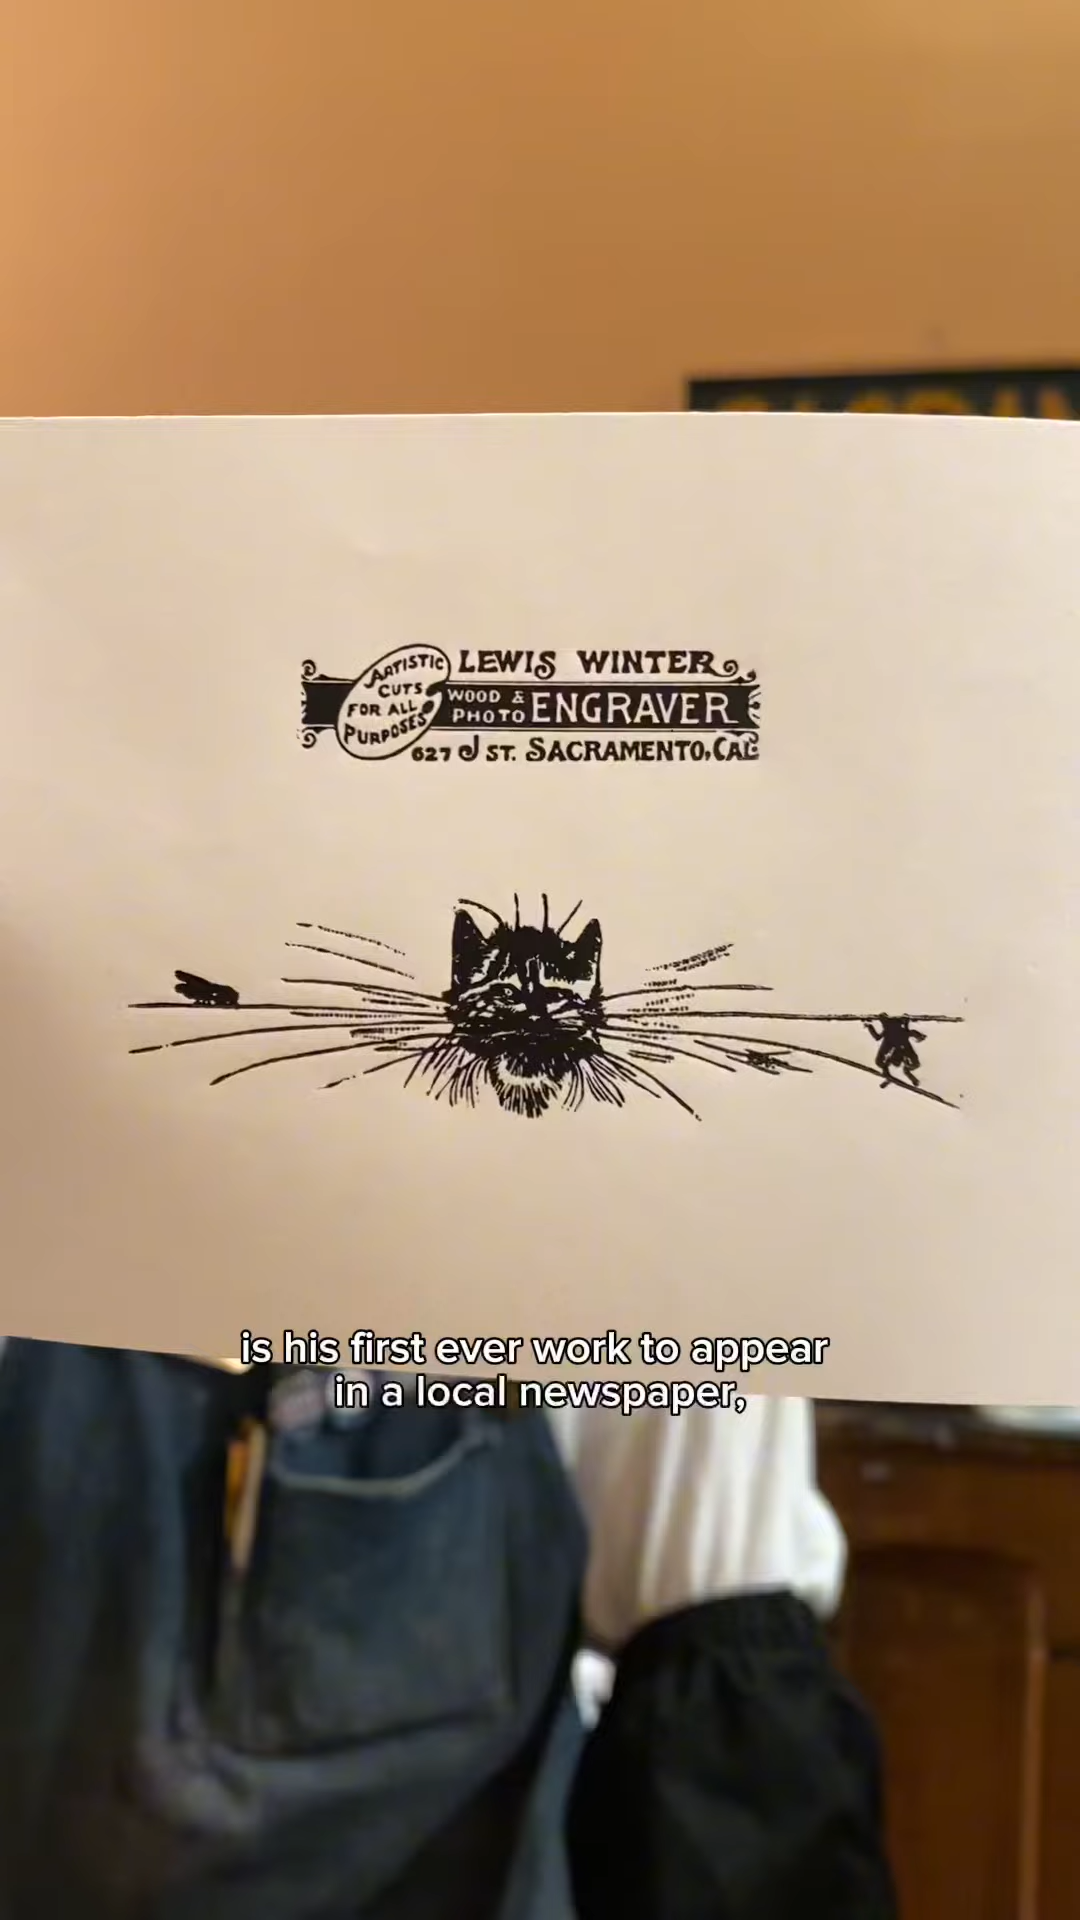 ARTISTIC
CUTS
FOR ALL
PURPOSES
LEWIS WINTER
WOOD &
PHOTO
ENGRAVER
627 J ST. SACRAMENTO, CAL
is his first ever work to appear
in a local newspaper,